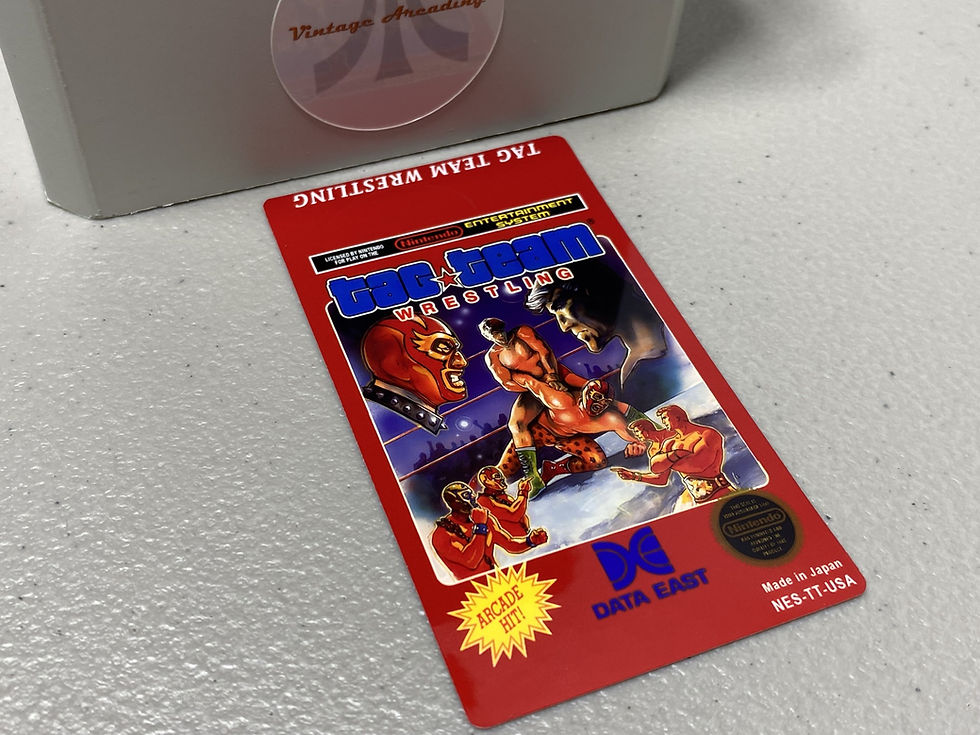 Vintage Arcading
TAG TEAM WRESTLING
LICENSED BY NINTENDO
FOR PLAY ON THE
Nintendo
ENTERTAINMENT
SYSTEM
®
tag★team
WRESTLING
ARCADE
HIT!
DATA EAST
Nintendo
Made in Japan
NES-TT-USA